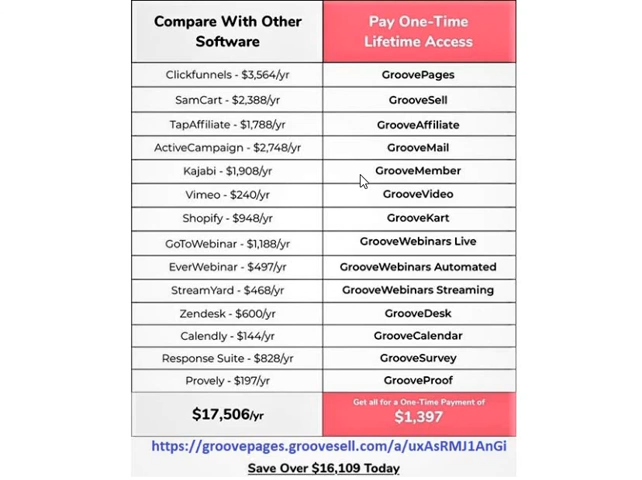 Compare With Other
Software
Pay One-Time
Lifetime Access
Clickfunnels - $3,564/yr
GroovePages
SamCart - $2,388/yr
GrooveSell
TapAffiliate - $1,788/yr
GrooveAffiliate
ActiveCampaign - $2,748/yr
GrooveMail
Kajabi - $1,908/yr
GrooveMember
Vimeo - $240/yr
GrooveVideo
Shopify - $948/yr
GrooveKart
GoToWebinar - $1,188/yr
GrooveWebinars Live
EverWebinar - $497/yr
GrooveWebinars Automated
StreamYard - $468/yr
GrooveWebinars Streaming
Zendesk - $600/yr
GrooveDesk
Calendly - $144/yr
GrooveCalendar
Response Suite - $828/yr
GrooveSurvey
Provely - $197/yr
GrooveProof
$17,506/yr
Get all for a One-Time Payment of
$1,397
https://groovepages.groovesell.com/a/uxAsRMJ1AnGi
Save Over $16,109 Today